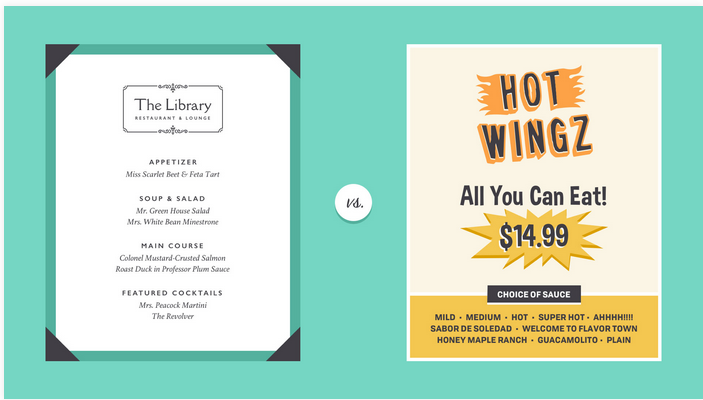 The Library
RESTAURANT & LOUNGE
APPETIZER
Miss Scarlet Beet & Feta Tart
SOUP & SALAD
Mr. Green House Salad
Mrs. White Bean Minestrone
MAIN COURSE
Colonel Mustard-Crusted Salmon
Roast Duck in Professor Plum Sauce
FEATURED COCKTAILS
Mrs. Peacock Martini
The Revolver
vs.
HOT
WINGZ
All You Can Eat!
$14.99
CHOICE OF SAUCE
MILD • MEDIUM • HOT • SUPER HOT • AHHHH!!!!
SABOR DE SOLEDAD • WELCOME TO FLAVOR TOWN
HONEY MAPLE RANCH • GUACAMOLITO • PLAIN